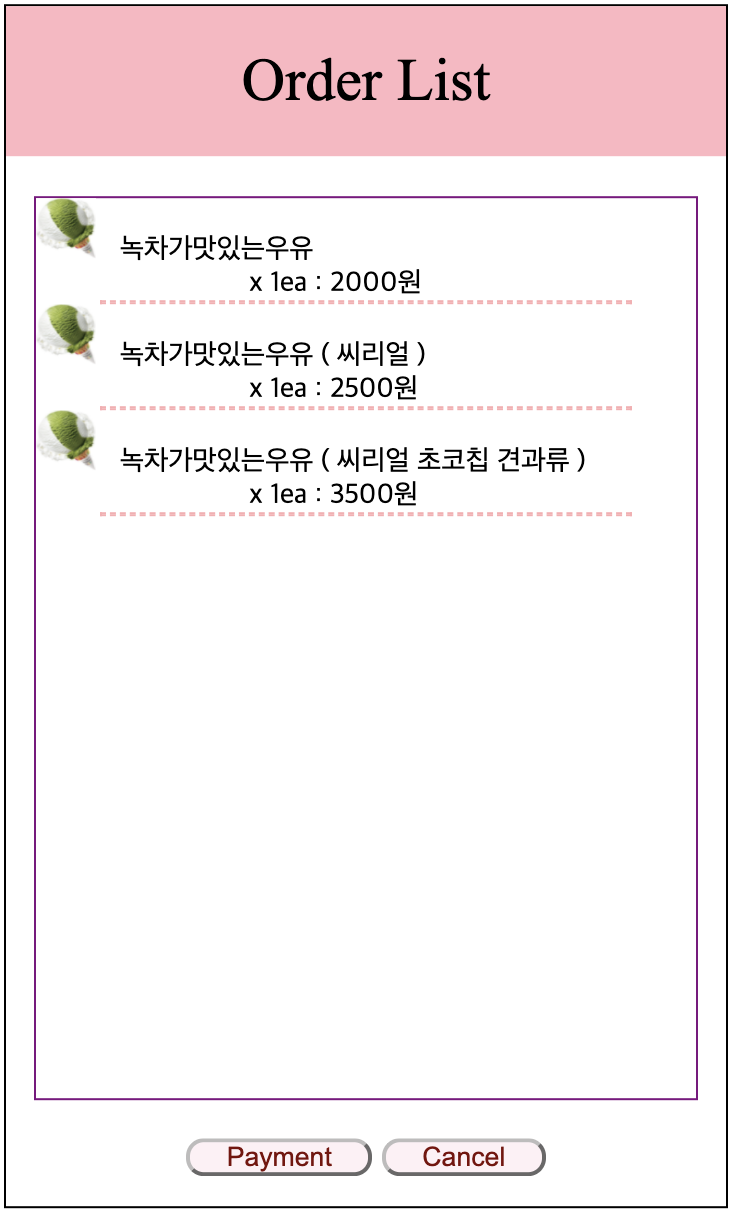 Order List
녹차가맛있는우유
x 1ea : 2000원
녹차가맛있는우유 ( 씨리얼 )
x 1ea : 2500원
녹차가맛있는우유 ( 씨리얼 초코칩 견과류 )
x 1ea : 3500원
Payment Cancel